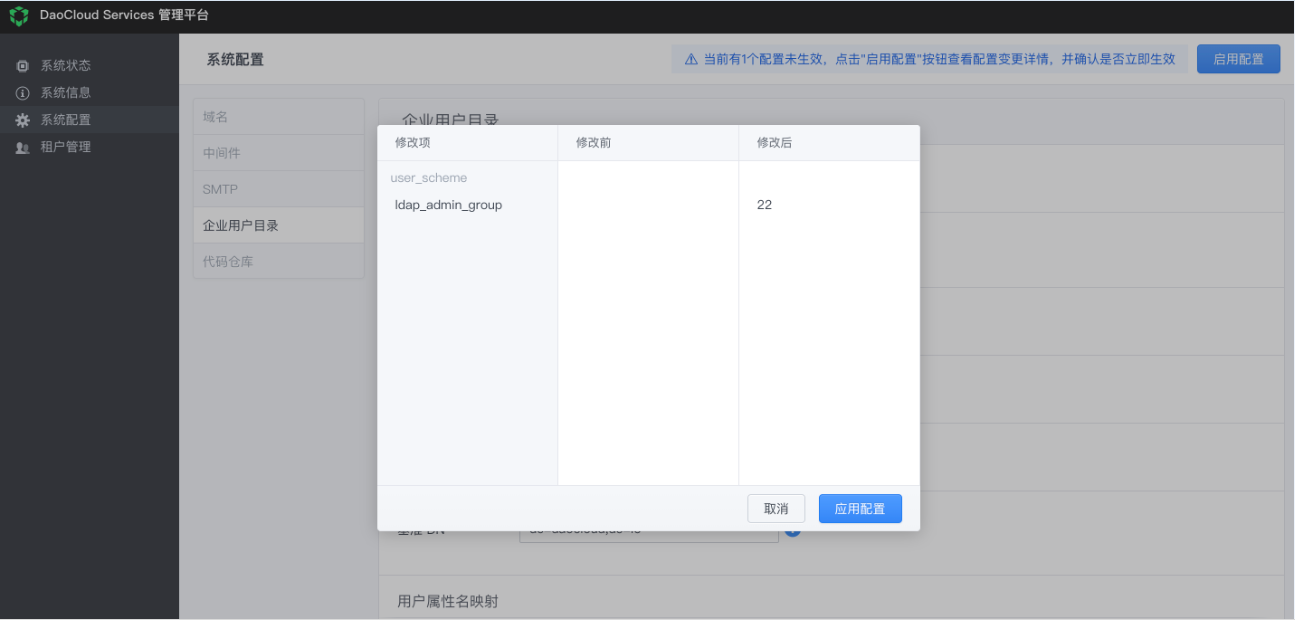 DaoCloud Services 管理平台
系统状态
系统信息
系统配置
租户管理
系统配置
当前有1个配置未生效，点击"启用配置"按钮查看配置变更详情，并确认是否立即生效
启用配置
域名
中间件
SMTP
企业用户目录
代码仓库
企业用户目录
修改项 修改前 修改后
user_scheme
ldap_admin_group 22
取消 应用配置
基准 DN
用户属性名映射